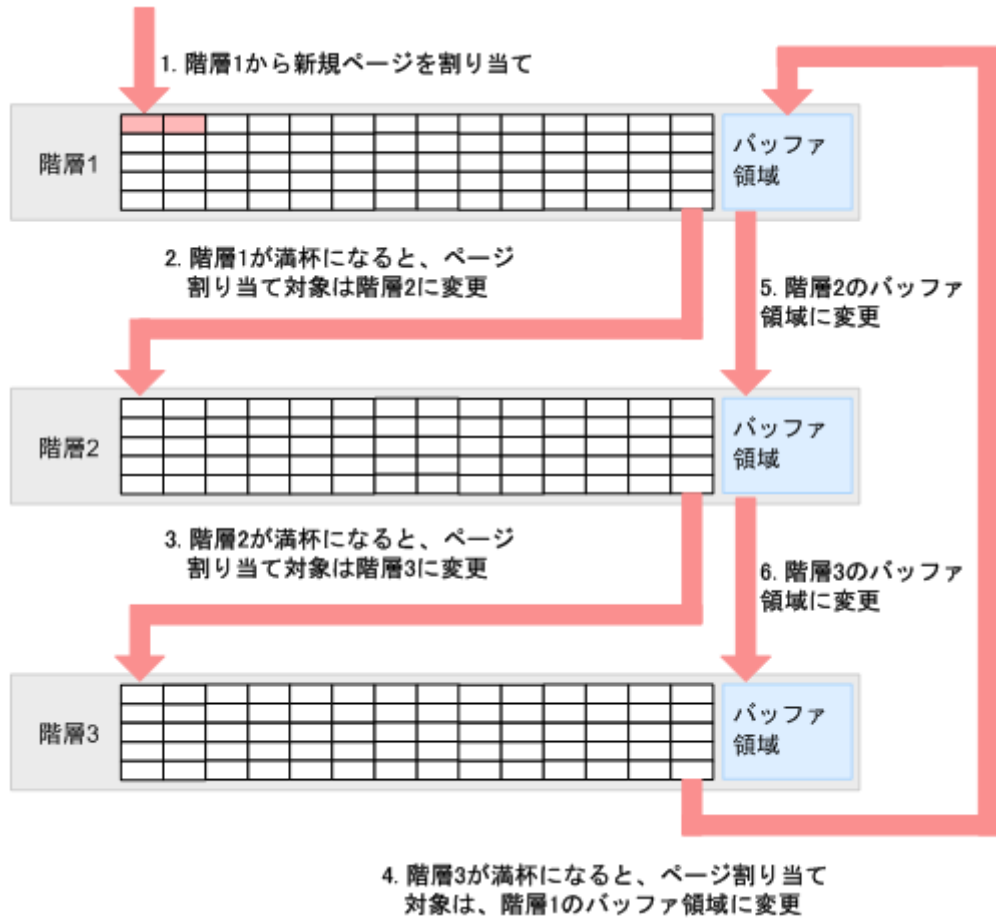 1. 階層1から新規ページを割り当て
階層1
バッファ
領域
2. 階層1が満杯になると、ページ
割り当て対象は階層2に変更
5. 階層2のバッファ
領域に変更
階層2
バッファ
領域
3. 階層2が満杯になると、ページ
割り当て対象は階層3に変更
6. 階層3のバッファ
領域に変更
階層3
バッファ
領域
4. 階層3が満杯になると、ページ割り当て
対象は、階層1のバッファ領域に変更